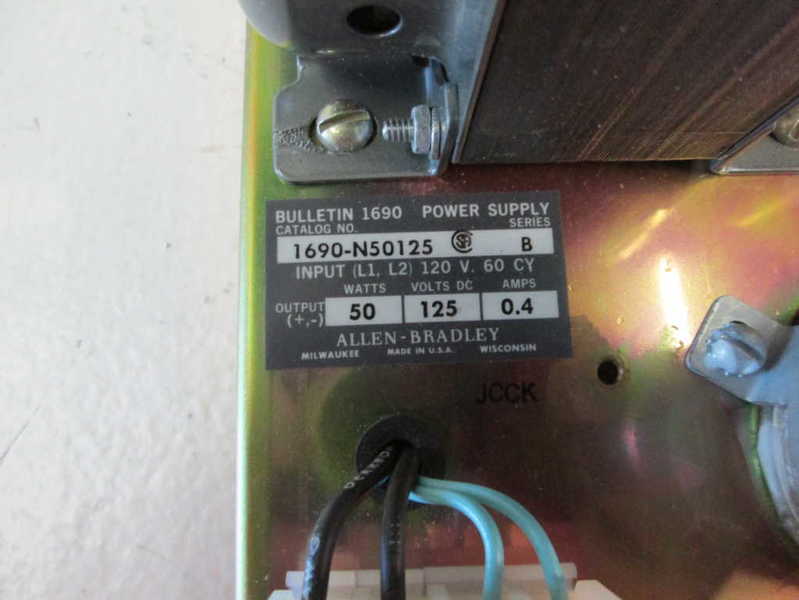 BULLETIN 1690 POWER SUPPLY
CATALOG NO. SERIES
1690-N50125 SA B
INPUT (L1, L2) 120 V. 60 CY
WATTS VOLTS DC AMPS
OUTPUT (+,-) 50 125 0.4
ALLEN-BRADLEY
MILWAUKEE MADE IN U.S.A. WISCONSIN
JCCK